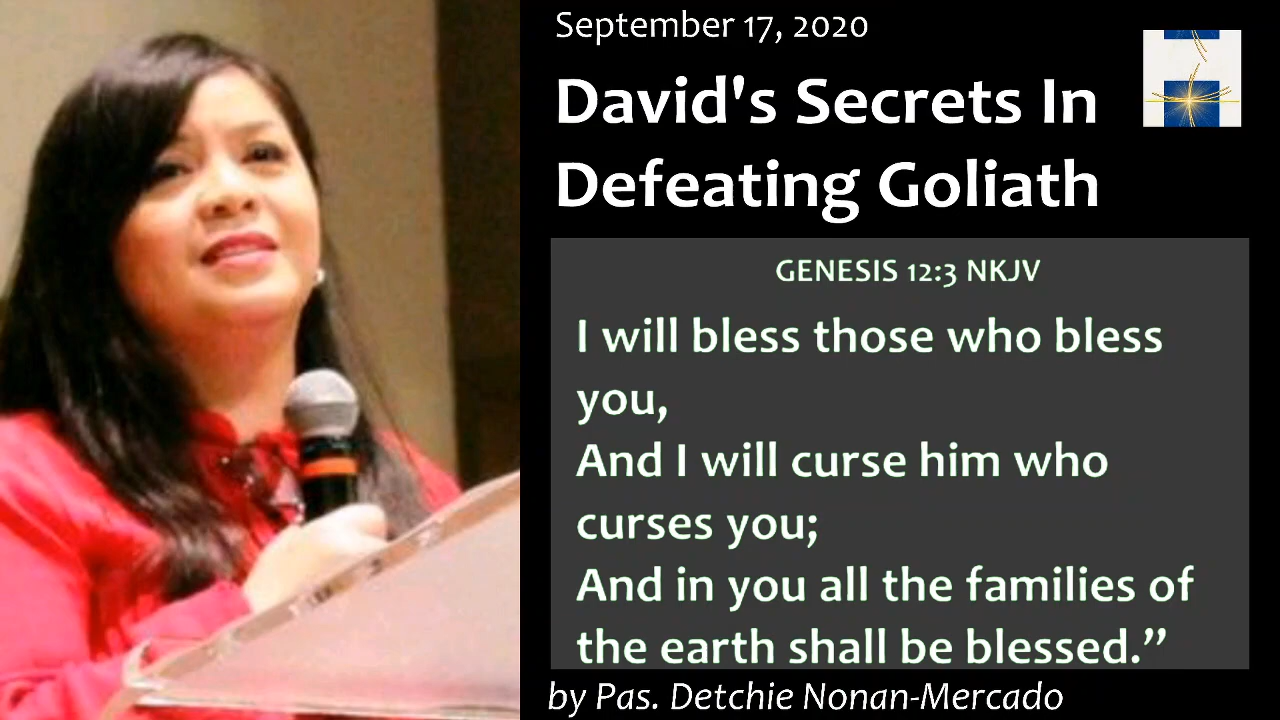 September 17, 2020
David's Secrets In
Defeating Goliath
GENESIS 12:3 NKJV
I will bless those who bless
you,
And I will curse him who
curses you;
And in you all the families of
the earth shall be blessed.”
by Pas. Detchie Nonan-Mercado